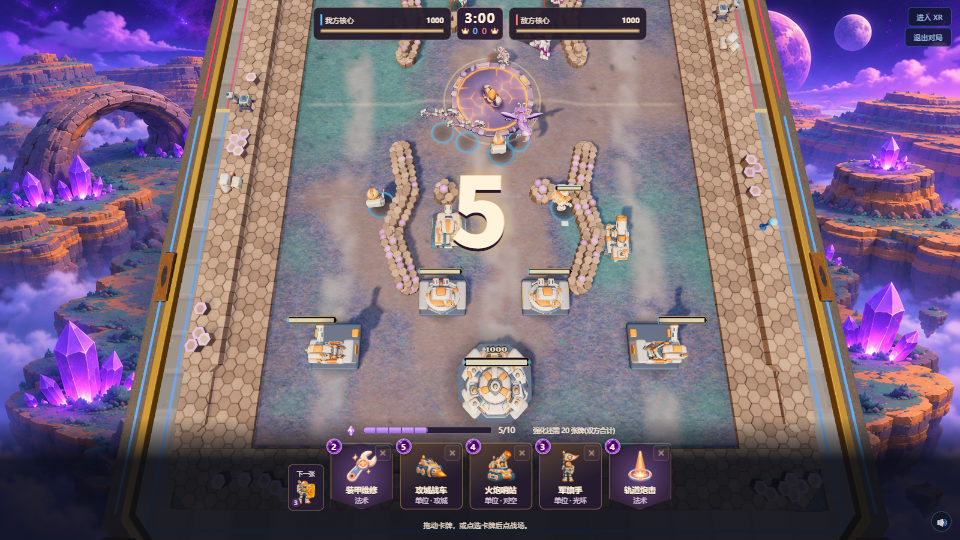 我方核心 1000
3:00
0 0
敌方核心 1000
进入 XR
退出对局
5
1000
5/10 强化还需 20 张牌(双方合计)
下一张
3
2
装甲维修
法术
5
攻城战车
单位 · 攻城
4
火炮哨站
单位 · 对空
3
军旗手
单位 · 光环
4
轨道炮击
法术
拖动卡牌，或点选卡牌后点战场。